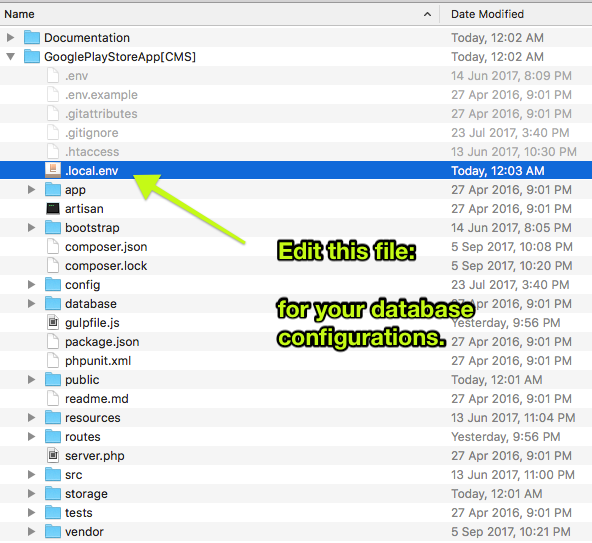 Name Date Modified
Documentation Today, 12:02 AM
GooglePlayStoreApp[CMS] Today, 12:02 AM
.env 14 Jun 2017, 8:09 PM
.env.example 27 Apr 2016, 9:01 PM
.gitattributes 27 Apr 2016, 9:01 PM
.gitignore 23 Jul 2017, 3:40 PM
.htaccess 13 Jun 2017, 10:30 PM
.local.env Today, 12:03 AM
app 27 Apr 2016, 9:01 PM
artisan 27 Apr 2016, 9:01 PM
bootstrap 14 Jun 2017, 8:05 PM
composer.json 5 Sep 2017, 10:08 PM
Edit this file:
composer.lock 5 Sep 2017, 10:20 PM
config 23 Jul 2017, 3:40 PM
database 27 Apr 2016, 9:01 PM
for your database
gulpfile.js Yesterday, 9:56 PM
configurations.
package.json 27 Apr 2016, 9:01 PM
phpunit.xml 27 Apr 2016, 9:01 PM
public Today, 12:01 AM
readme.md 27 Apr 2016, 9:01 PM
resources 13 Jun 2017, 11:04 PM
routes Yesterday, 9:56 PM
server.php 27 Apr 2016, 9:01 PM
src 13 Jun 2017, 11:00 PM
storage Today, 12:01 AM
tests 27 Apr 2016, 9:01 PM
vendor 5 Sep 2017, 10:21 PM